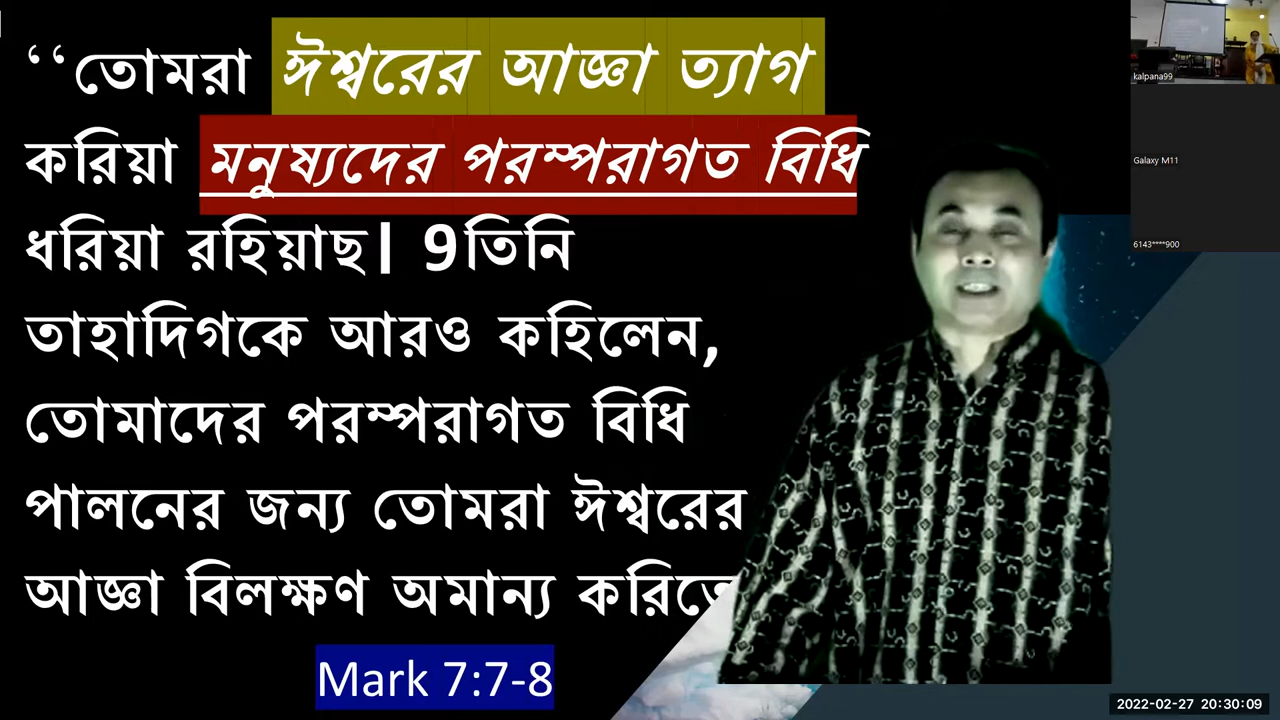 ‘‘তোমরা ঈশ্বরের আজ্ঞা ত্যাগ
করিয়া মনুষ্যদের পরম্পরাগত বিধি
ধরিয়া রহিয়াছ। 9তিনি
তাহাদিগকে আরও কহিলেন,
তোমাদের পরম্পরাগত বিধি
পালনের জন্য তোমরা ঈশ্বরের
আজ্ঞা বিলক্ষণ অমান্য করিতে
Mark 7:7-8
kalpana99
Galaxy M11
6143****900
2022-02-27 20:30:09